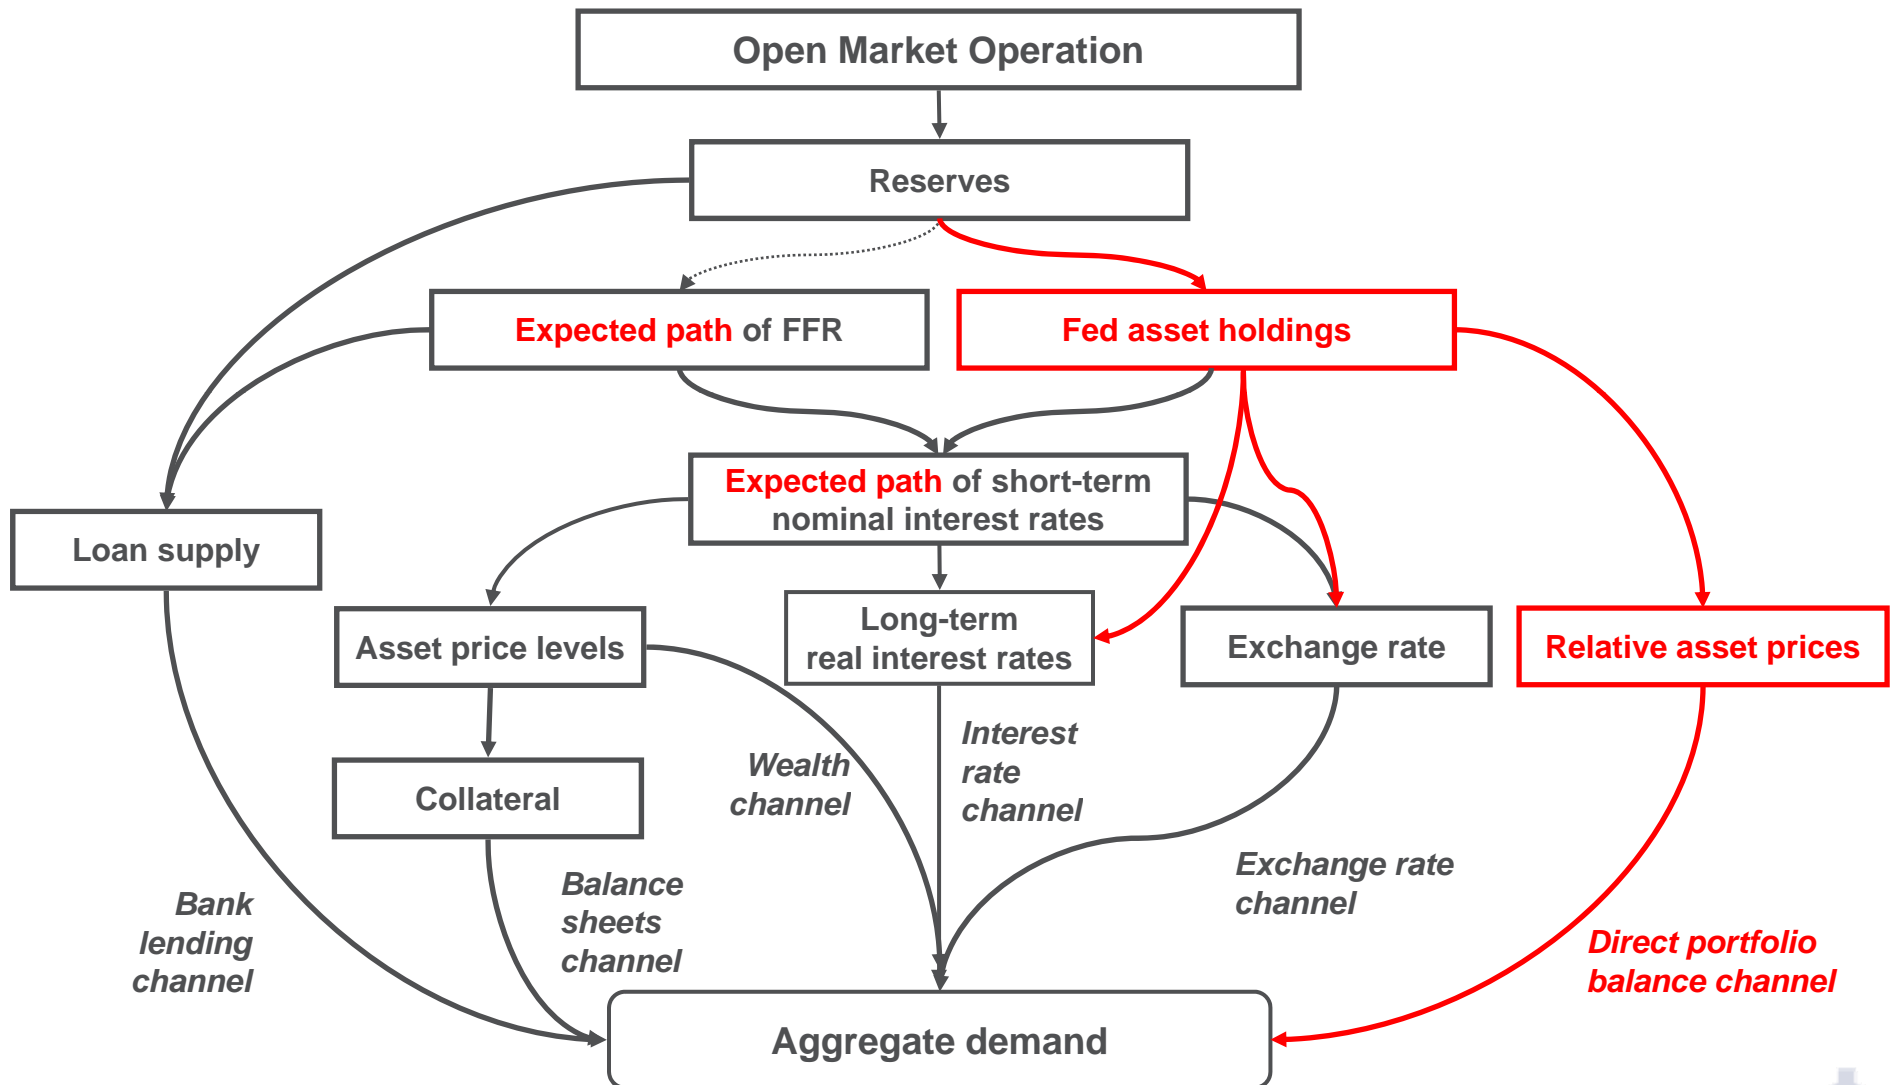 Open Market Operation
Reserves
Expected path of FFR
Fed asset holdings
Expected path of short-term
nominal interest rates
Loan supply
Asset price levels
Long-term
real interest rates
Exchange rate
Relative asset prices
Collateral
Wealth
channel
Interest
rate
channel
Exchange rate
channel
Bank
lending
channel
Balance
sheets
channel
Direct portfolio
balance channel
Aggregate demand